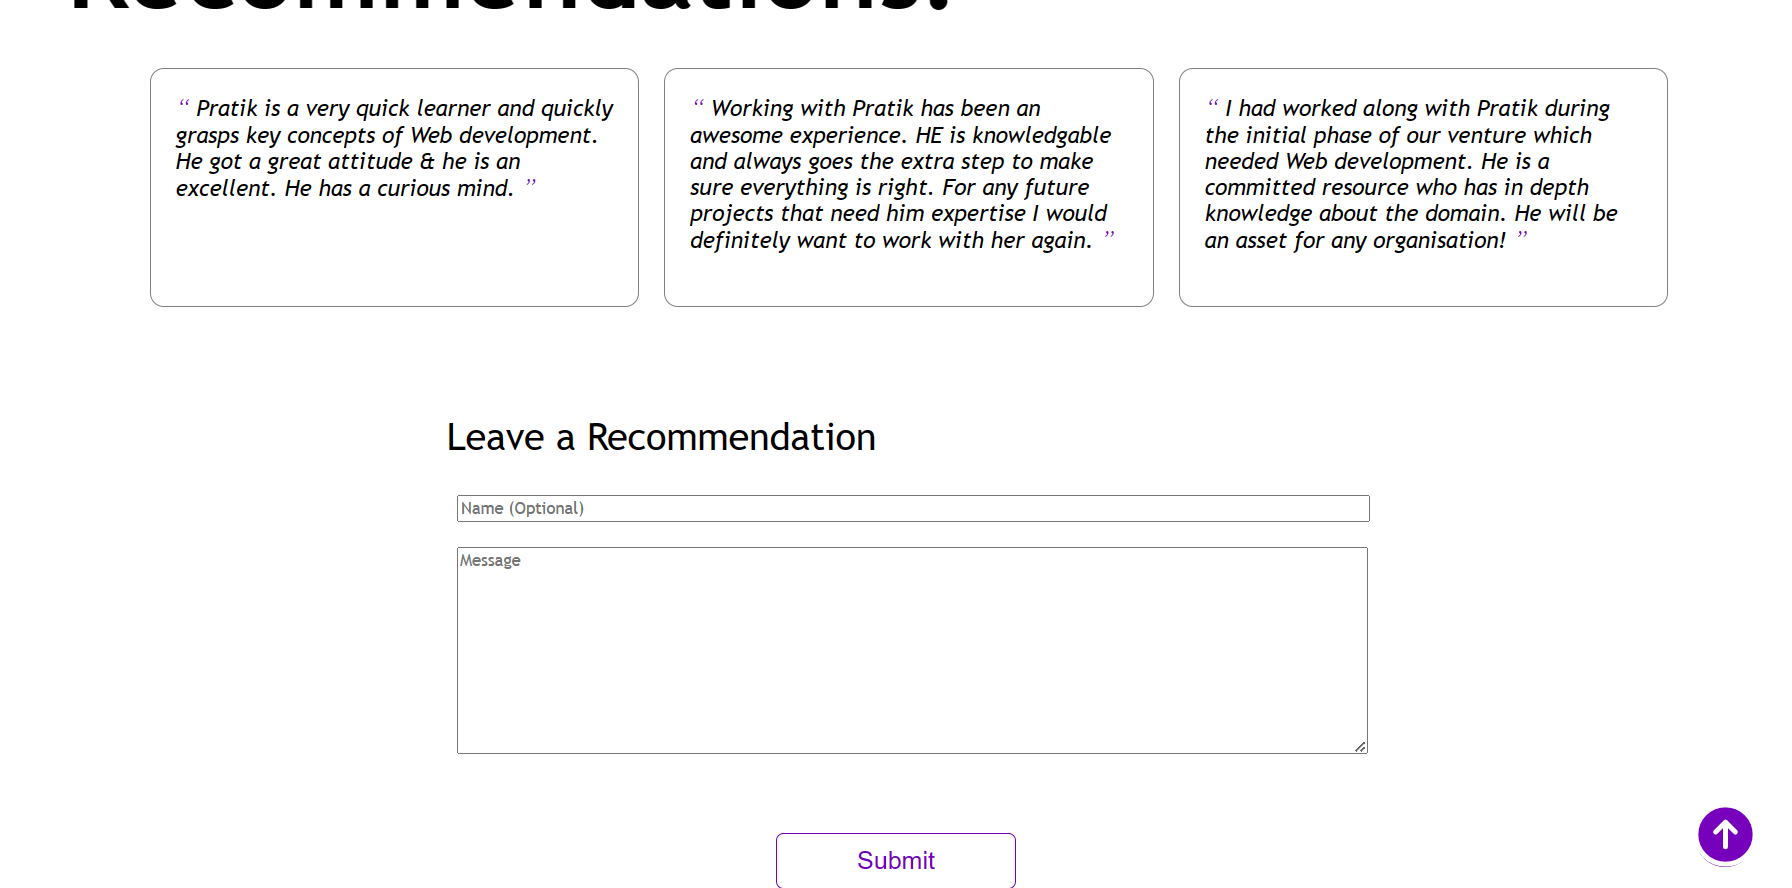 Recommendations!
“ Pratik is a very quick learner and quickly
grasps key concepts of Web development.
He got a great attitude & he is an
excellent. He has a curious mind. ”
“ Working with Pratik has been an
awesome experience. HE is knowledgable
and always goes the extra step to make
sure everything is right. For any future
projects that need him expertise I would
definitely want to work with her again. ”
“ I had worked along with Pratik during
the initial phase of our venture which
needed Web development. He is a
committed resource who has in depth
knowledge about the domain. He will be
an asset for any organisation! ”
Leave a Recommendation
Name (Optional)
Message
Submit